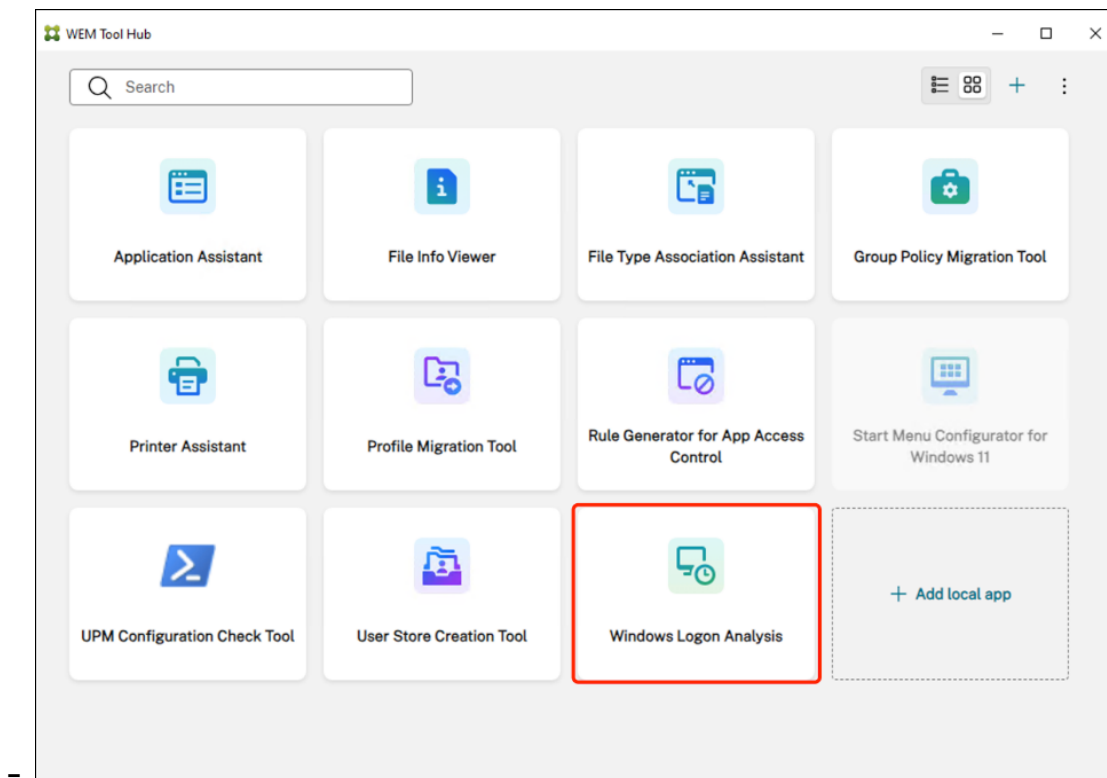 WEM Tool Hub
Search
Application Assistant
File Info Viewer
File Type Association Assistant
Group Policy Migration Tool
Printer Assistant
Profile Migration Tool
Rule Generator for App Access
Control
Start Menu Configurator for
Windows 11
UPM Configuration Check Tool
User Store Creation Tool
Windows Logon Analysis
+ Add local app